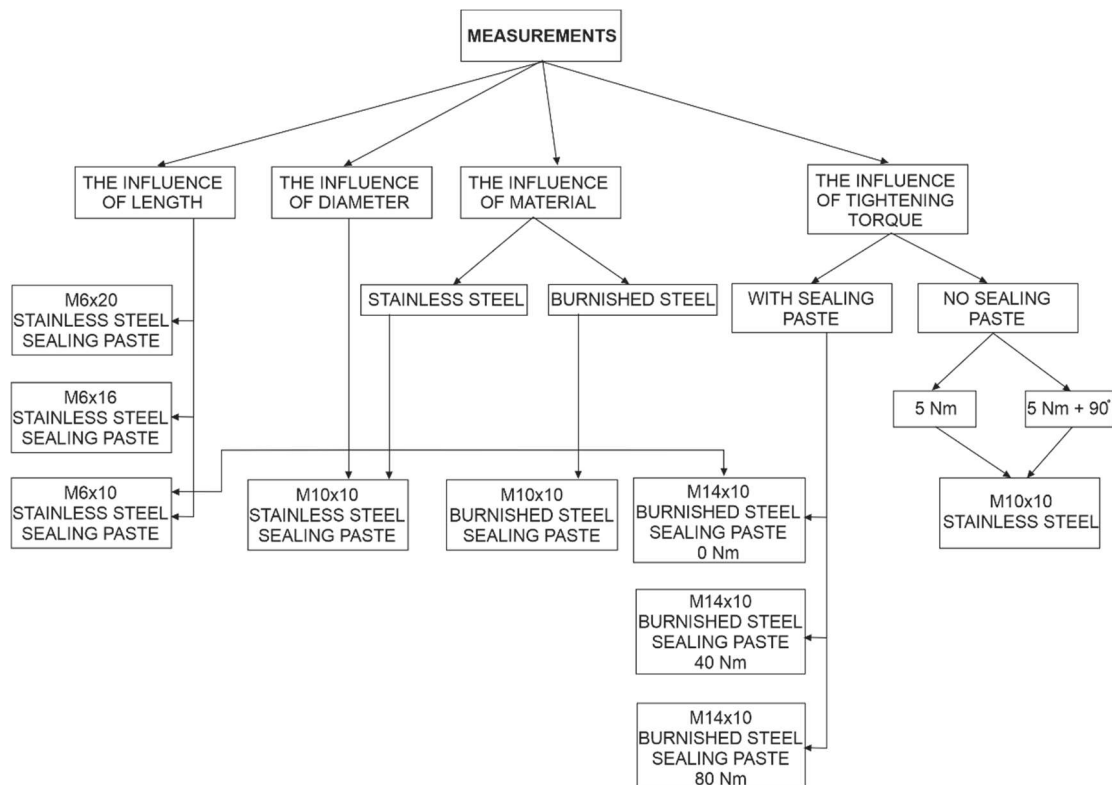 MEASUREMENTS
THE INFLUENCE
OF LENGTH
THE INFLUENCE
OF DIAMETER
THE INFLUENCE
OF MATERIAL
THE INFLUENCE
OF TIGHTENING
TORQUE
STAINLESS STEEL
BURNISHED STEEL
WITH SEALING
PASTE
NO SEALING
PASTE
M6x20
STAINLESS STEEL
SEALING PASTE
M6x16
STAINLESS STEEL
SEALING PASTE
5 Nm
5 Nm + 90°
M6x10
STAINLESS STEEL
SEALING PASTE
M10x10
STAINLESS STEEL
SEALING PASTE
M10x10
BURNISHED STEEL
SEALING PASTE
M14x10
BURNISHED STEEL
SEALING PASTE
0 Nm
M10x10
STAINLESS STEEL
M14x10
BURNISHED STEEL
SEALING PASTE
40 Nm
M14x10
BURNISHED STEEL
SEALING PASTE
80 Nm